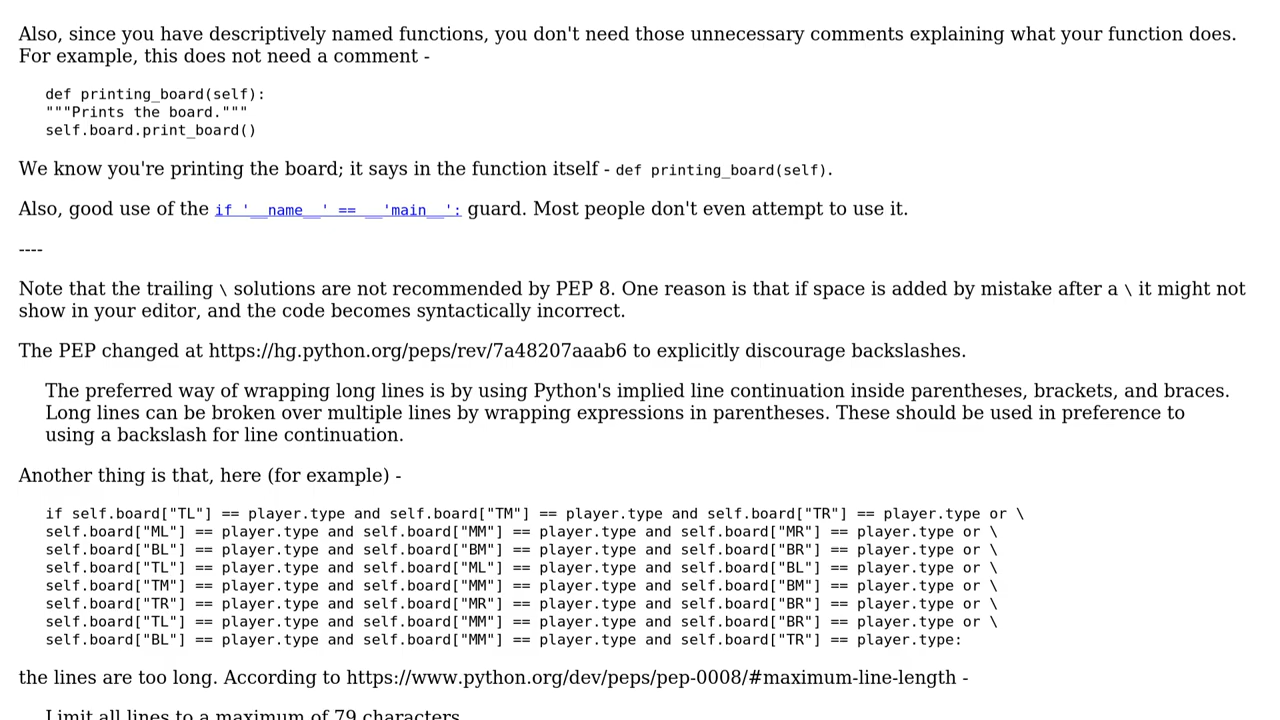 Also, since you have descriptively named functions, you don't need those unnecessary comments explaining what your function does.
For example, this does not need a comment -
def printing_board(self):
"""Prints the board."""
self.board.print_board()
We know you're printing the board; it says in the function itself - def printing_board(self).
Also, good use of the if '__name__' == __'main__': guard. Most people don't even attempt to use it.
----
Note that the trailing \ solutions are not recommended by PEP 8. One reason is that if space is added by mistake after a \ it might not
show in your editor, and the code becomes syntactically incorrect.
The PEP changed at https://hg.python.org/peps/rev/7a48207aaab6 to explicitly discourage backslashes.
The preferred way of wrapping long lines is by using Python's implied line continuation inside parentheses, brackets, and braces.
Long lines can be broken over multiple lines by wrapping expressions in parentheses. These should be used in preference to
using a backslash for line continuation.
Another thing is that, here (for example) -
if self.board["TL"] == player.type and self.board["TM"] == player.type and self.board["TR"] == player.type or \
self.board["ML"] == player.type and self.board["MM"] == player.type and self.board["MR"] == player.type or \
self.board["BL"] == player.type and self.board["BM"] == player.type and self.board["BR"] == player.type or \
self.board["TL"] == player.type and self.board["ML"] == player.type and self.board["BL"] == player.type or \
self.board["TM"] == player.type and self.board["MM"] == player.type and self.board["BM"] == player.type or \
self.board["TR"] == player.type and self.board["MR"] == player.type and self.board["BR"] == player.type or \
self.board["TL"] == player.type and self.board["MM"] == player.type and self.board["BR"] == player.type or \
self.board["BL"] == player.type and self.board["MM"] == player.type and self.board["TR"] == player.type:
the lines are too long. According to https://www.python.org/dev/peps/pep-0008/#maximum-line-length -
Limit all lines to a maximum of 79 characters